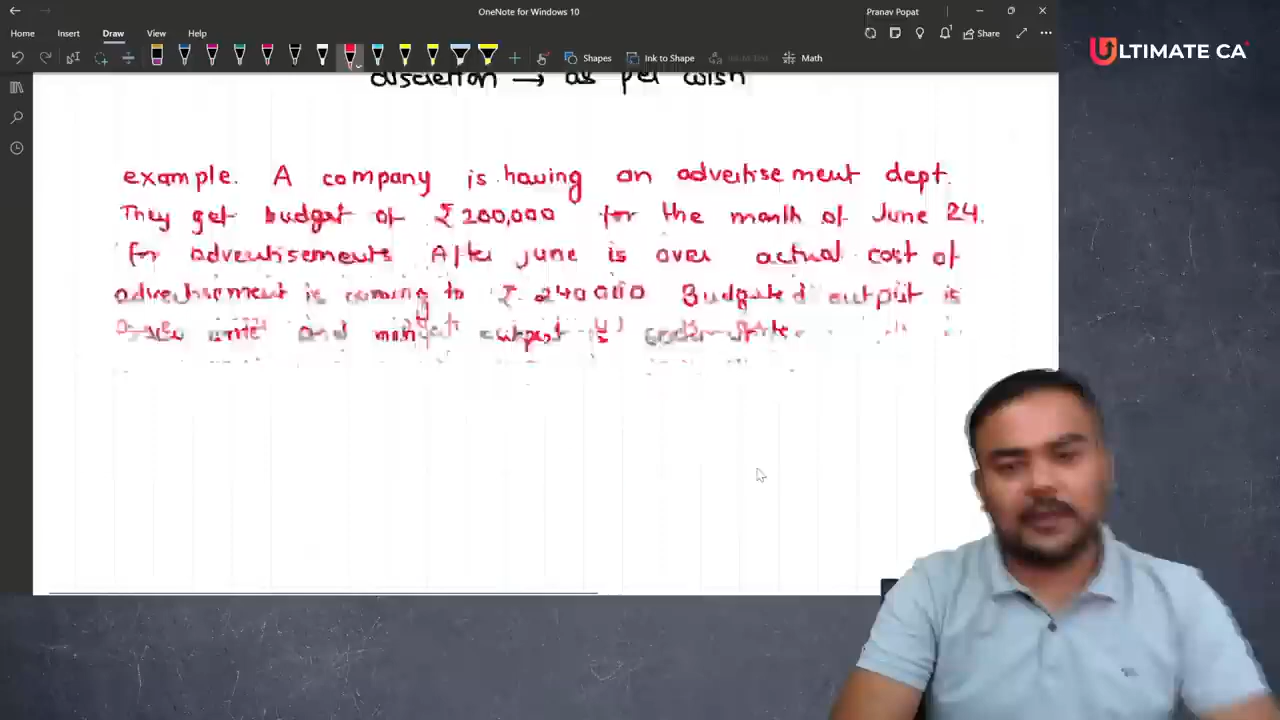 OneNote for Windows 10
Pranav Popat
Home Insert Draw View Help
Share
Shapes
Ink to Shape
Math
ULTIMATE CA
discretion → as per wish
example. A company is having an advertisement dept.
They get budget of ₹200,000 for the month of June 24.
for advertisements After june is over actual cost of
advertisement is coming to ₹ 240000 Budgeted output is
and output is